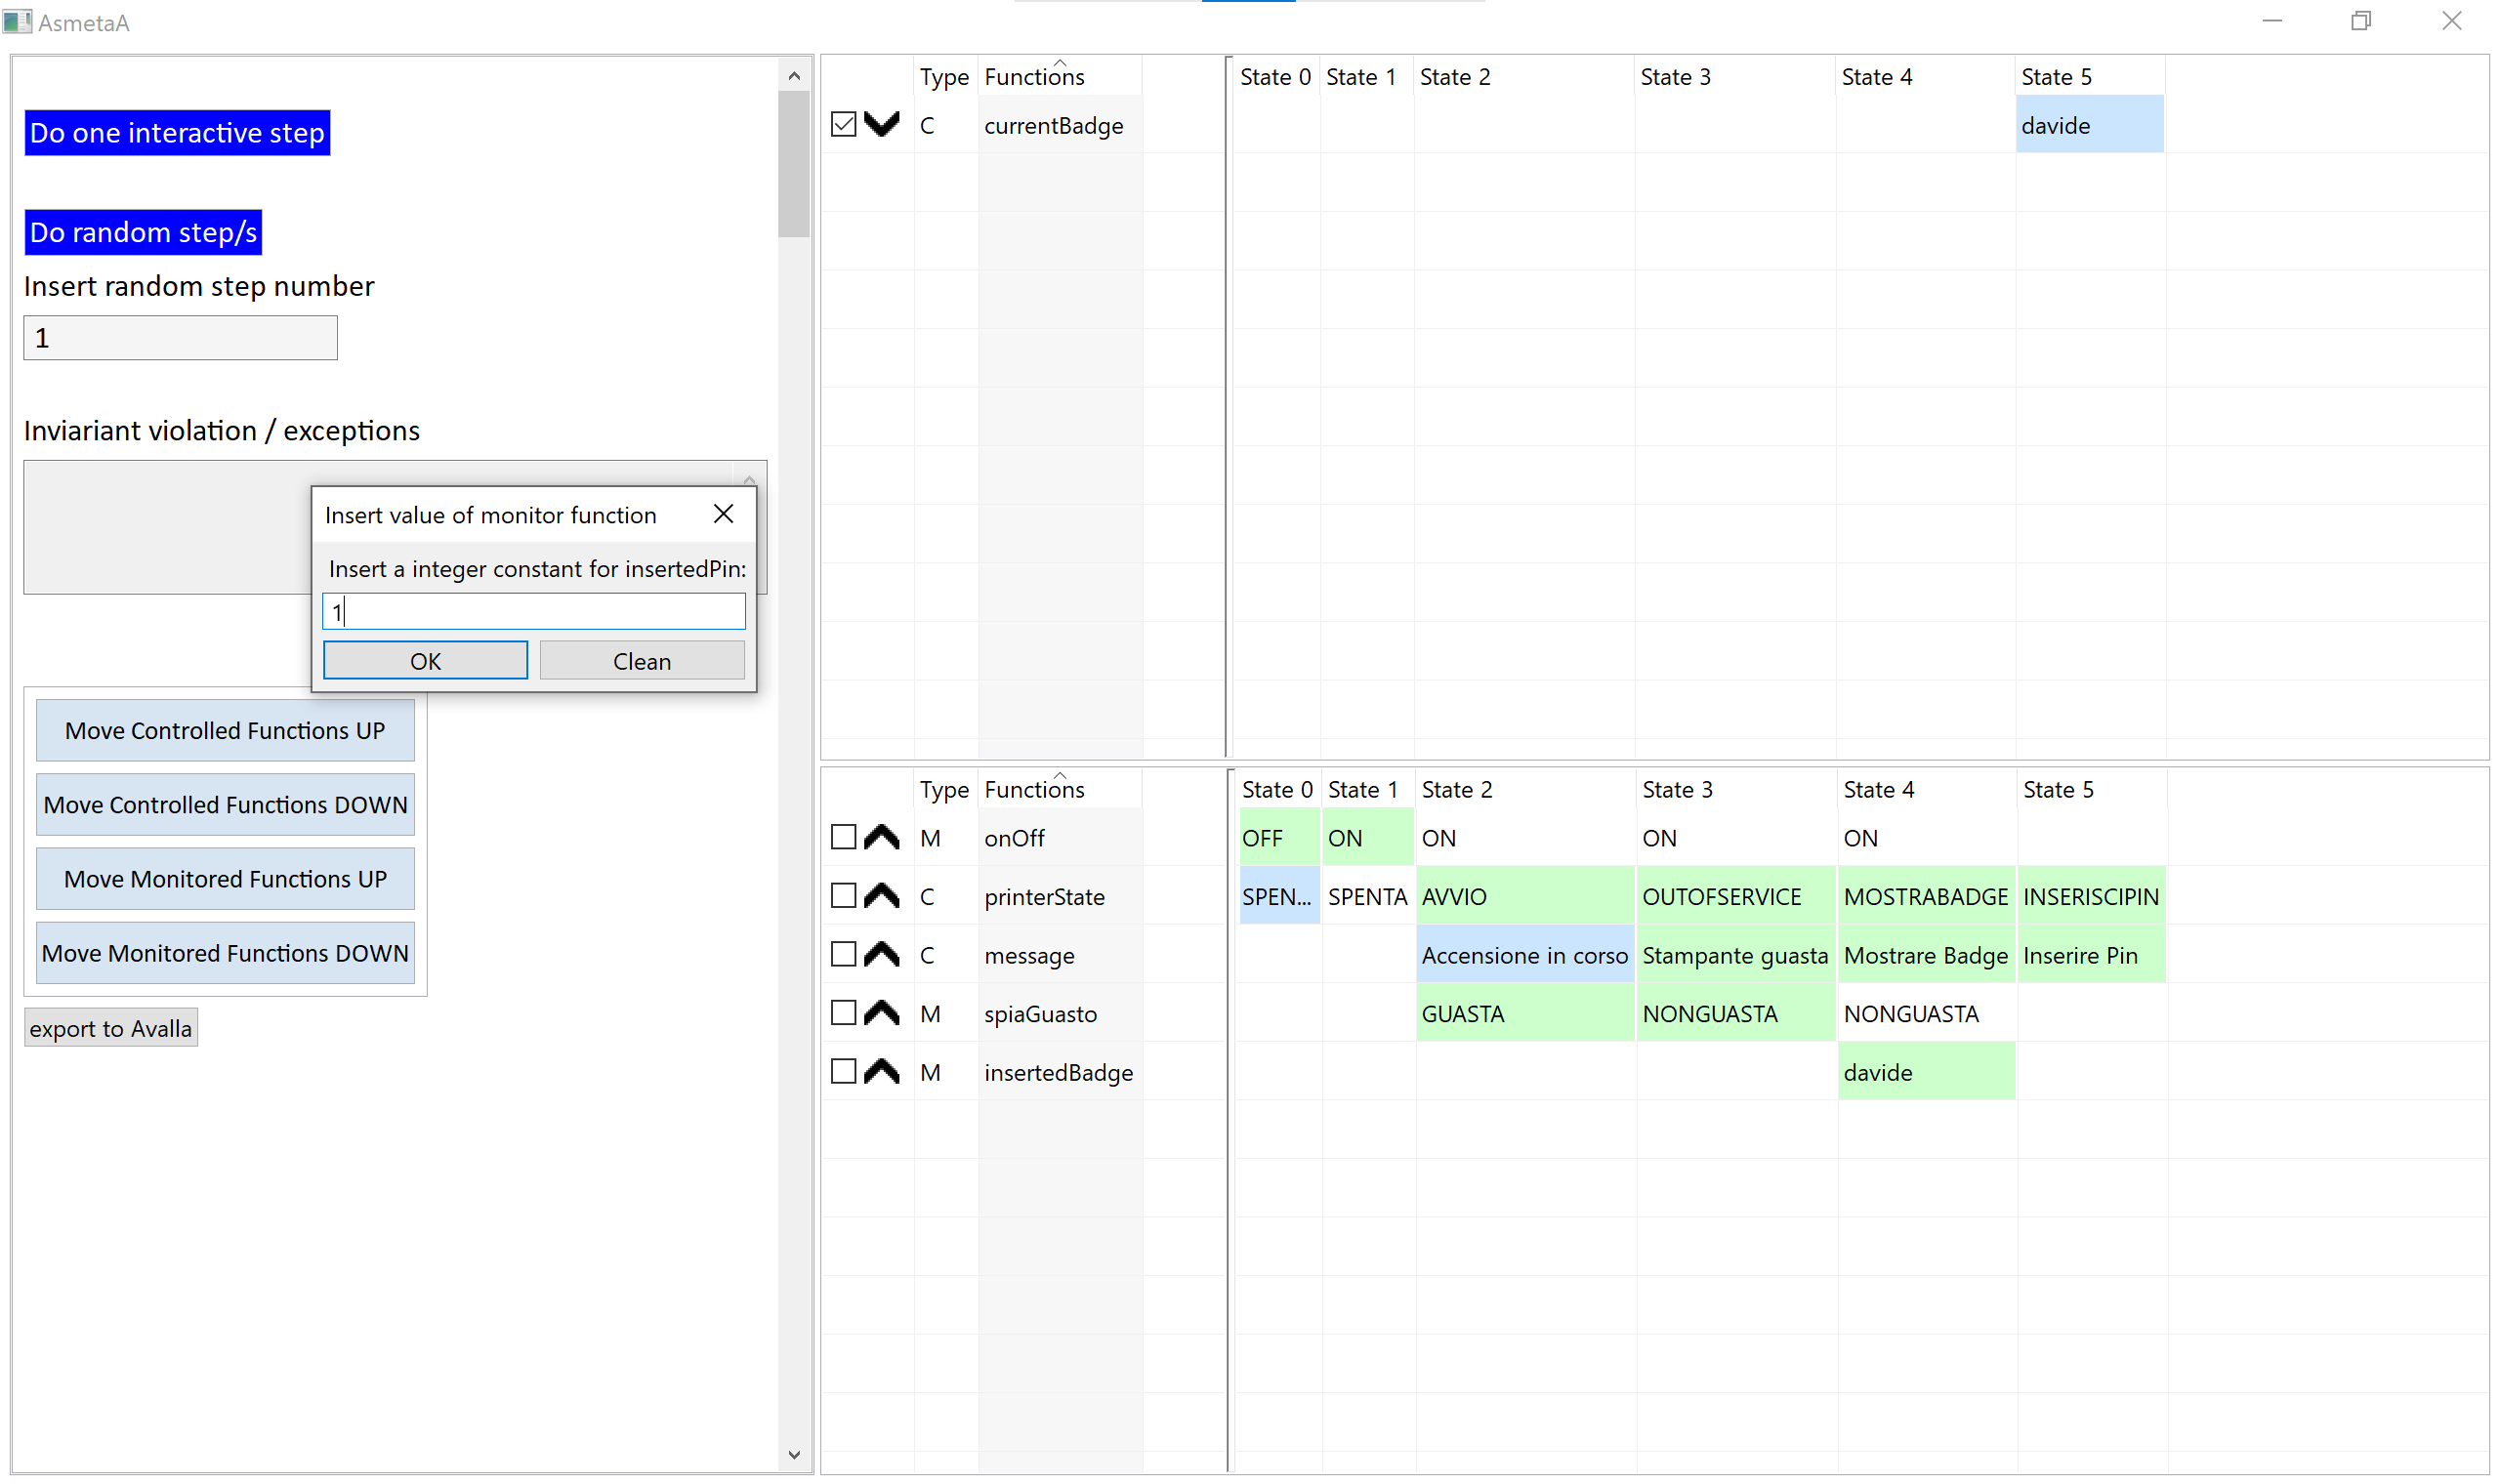 AsmetaA
Do one interactive step
Do random step/s
Insert random step number
1
Inviariant violation / exceptions
Insert value of monitor function
Insert a integer constant for insertedPin:
1
OK Clean
Move Controlled Functions UP
Move Controlled Functions DOWN
Move Monitored Functions UP
Move Monitored Functions DOWN
export to Avalla
Type Functions State 0 State 1 State 2 State 3 State 4 State 5
C currentBadge davide
Type Functions State 0 State 1 State 2 State 3 State 4 State 5
M onOff OFF ON ON ON ON
C printerState SPEN... SPENTA AVVIO OUTOFSERVICE MOSTRABADGE INSERISCIPIN
C message Accensione in corso Stampante guasta Mostrare Badge Inserire Pin
M spiaGuasto GUASTA NONGUASTA NONGUASTA
M insertedBadge davide